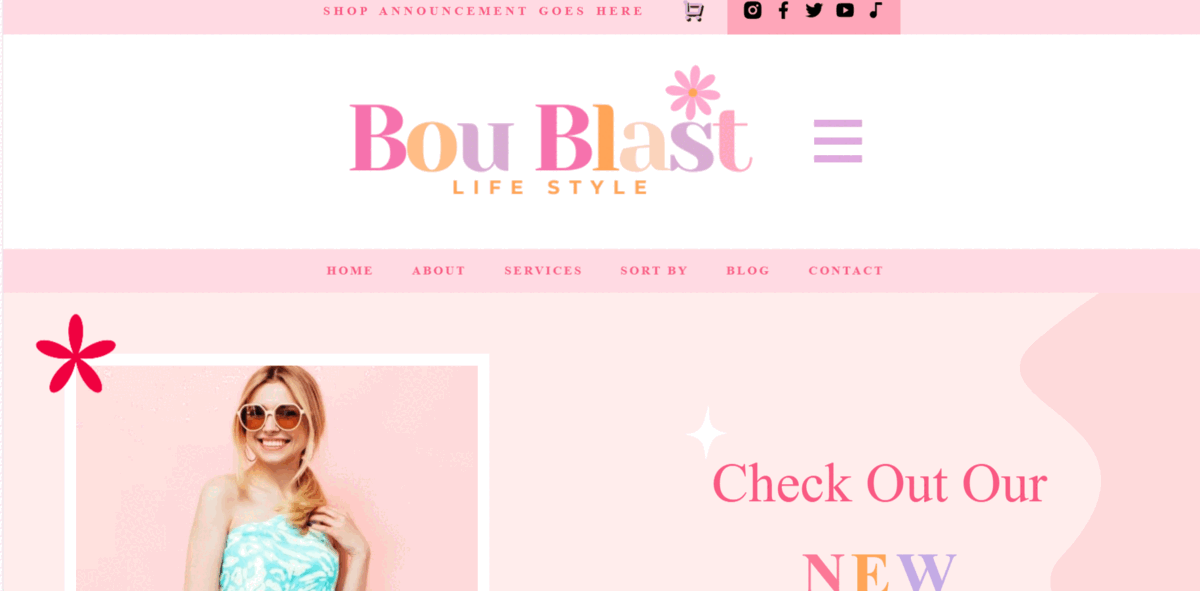 SHOP ANNOUNCEMENT GOES HERE
Bou Blast
LIFE STYLE
HOME ABOUT SERVICES SORT BY BLOG CONTACT
Check Out Our
NEW